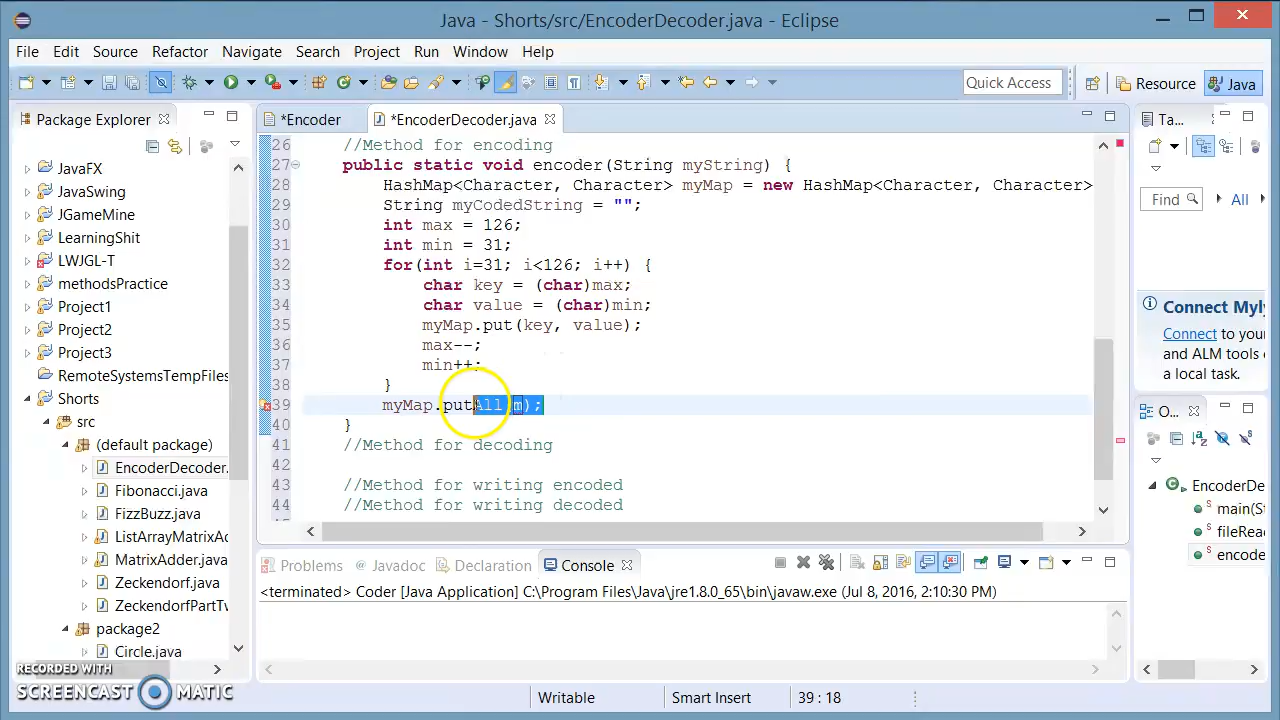 Java - Shorts/src/EncoderDecoder.java - Eclipse
File Edit Source Refactor Navigate Search Project Run Window Help
Quick Access Resource Java
Package Explorer
*Encoder *EncoderDecoder.java
Ta...
JavaFX
JavaSwing
JGameMine
LearningShit
LWJGL-T
methodsPractice
Project1
Project2
Project3
RemoteSystemsTempFiles
Shorts
src
(default package)
EncoderDecoder.
Fibonacci.java
FizzBuzz.java
ListArrayMatrixAc
MatrixAdder.java
Zeckendorf.java
ZeckendorfPartTv
package2
Circle.java
26 //Method for encoding
27 public static void encoder(String myString) {
28 HashMap<Character, Character> myMap = new HashMap<Character, Character>
29 String myCodedString = "";
30 int max = 126;
31 int min = 31;
32 for(int i=31; i<126; i++) {
33 char key = (char)max;
34 char value = (char)min;
35 myMap.put(key, value);
36 max--;
37 min++;
38 }
39 myMap.putAll(m);
40 }
41 //Method for decoding
42
43 //Method for writing encoded
44 //Method for writing decoded
Find All
Connect Myly
Connect to your
and ALM tools o
a local task.
O...
EncoderDe
main(St
fileRea
encode
Problems Javadoc Declaration Console
<terminated> Coder [Java Application] C:\Program Files\Java\jre1.8.0_65\bin\javaw.exe (Jul 8, 2016, 2:10:30 PM)
Writable Smart Insert 39 : 18
RECORDED WITH
SCREENCAST MATIC